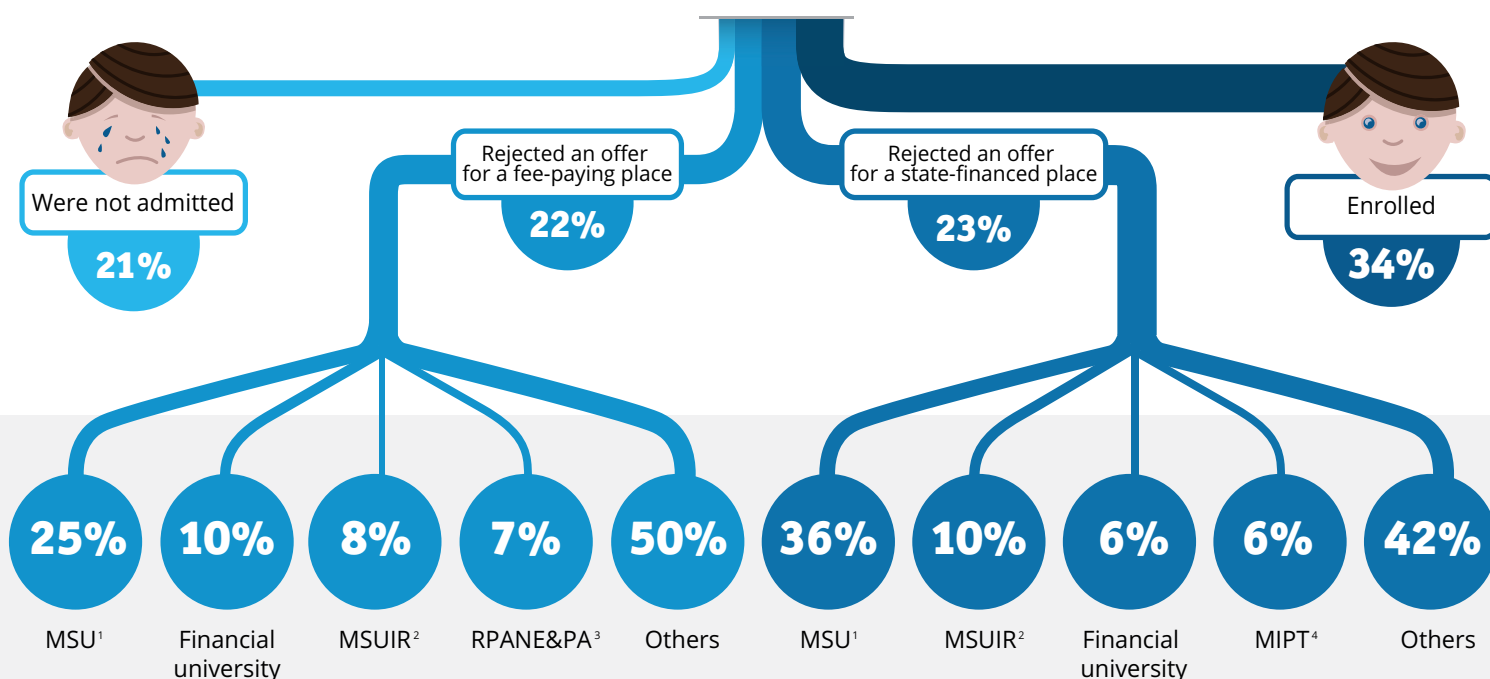 Rejected an offer
for a fee-paying place
22%
Rejected an offer
for a state-financed place
23%
Were not admitted
21%
Enrolled
34%
25%
10%
8%
7%
50%
36%
10%
6%
6%
42%
MSU¹
Financial
university
MSUIR²
RPANE&PA³
Others
MSU¹
MSUIR²
Financial
university
MIPT⁴
Others